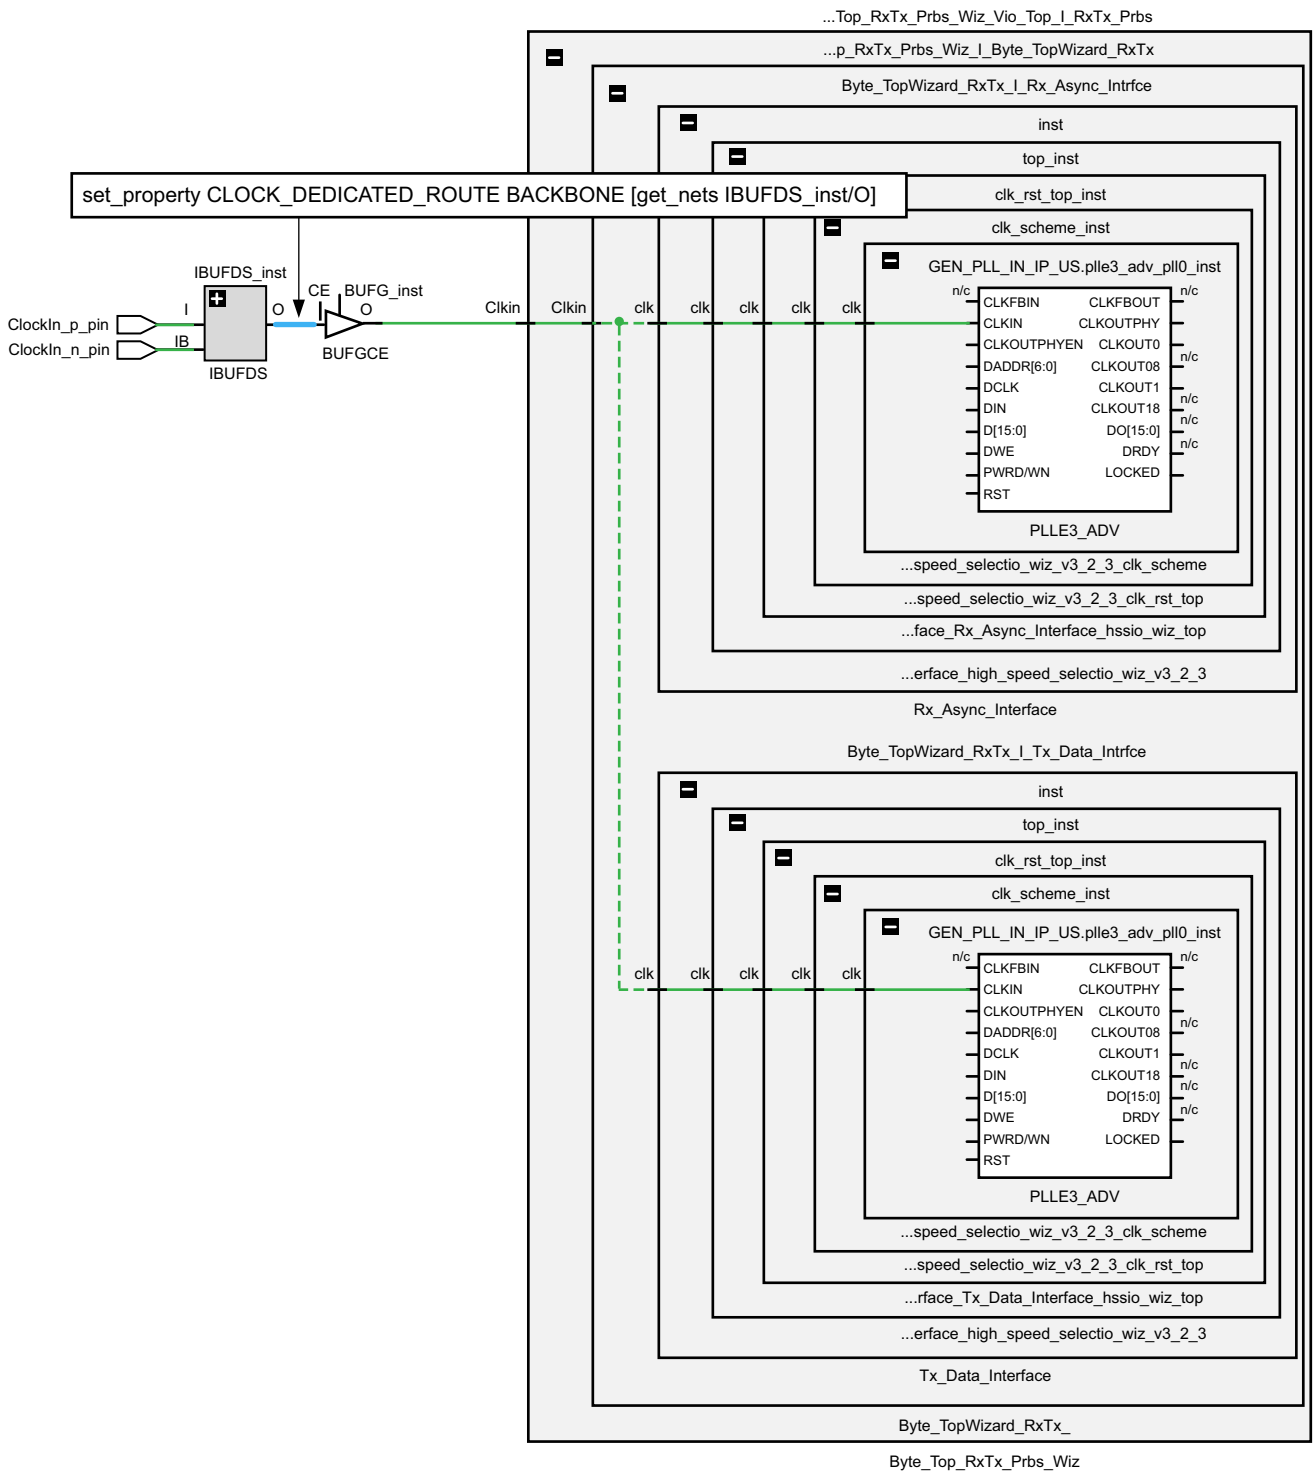 ...Top_RxTx_Prbs_Wiz_Vio_Top_I_RxTx_Prbs
...p_RxTx_Prbs_Wiz_I_Byte_TopWizard_RxTx
Byte_TopWizard_RxTx_I_Rx_Async_Intrfce
inst
top_inst
set_property CLOCK_DEDICATED_ROUTE BACKBONE [get_nets IBUFDS_inst/O]
clk_rst_top_inst
clk_scheme_inst
GEN_PLL_IN_IP_US.plle3_adv_pll0_inst
IBUFDS_inst
CE BUFG_inst
I O O Clkin Clkin clk clk clk clk clk
ClockIn_p_pin
ClockIn_n_pin IB
BUFGCE
IBUFDS
n/c CLKFBIN CLKFBOUT n/c
CLKIN CLKOUTPHY
CLKOUTPHYEN CLKOUT0
DADDR[6:0] CLKOUT08 n/c
DCLK CLKOUT1
DIN CLKOUT18 n/c
D[15:0] DO[15:0] n/c
DWE DRDY n/c
PWRD/WN LOCKED
RST
PLLE3_ADV
...speed_selectio_wiz_v3_2_3_clk_scheme
...speed_selectio_wiz_v3_2_3_clk_rst_top
...face_Rx_Async_Interface_hssio_wiz_top
...erface_high_speed_selectio_wiz_v3_2_3
Rx_Async_Interface
Byte_TopWizard_RxTx_I_Tx_Data_Intrfce
inst
top_inst
clk_rst_top_inst
clk_scheme_inst
GEN_PLL_IN_IP_US.plle3_adv_pll0_inst
clk clk clk clk clk
n/c CLKFBIN CLKFBOUT n/c
CLKIN CLKOUTPHY
CLKOUTPHYEN CLKOUT0
DADDR[6:0] CLKOUT08 n/c
DCLK CLKOUT1
DIN CLKOUT18 n/c
D[15:0] DO[15:0] n/c
DWE DRDY n/c
PWRD/WN LOCKED
RST
PLLE3_ADV
...speed_selectio_wiz_v3_2_3_clk_scheme
...speed_selectio_wiz_v3_2_3_clk_rst_top
...rface_Tx_Data_Interface_hssio_wiz_top
...erface_high_speed_selectio_wiz_v3_2_3
Tx_Data_Interface
Byte_TopWizard_RxTx_
Byte_Top_RxTx_Prbs_Wiz